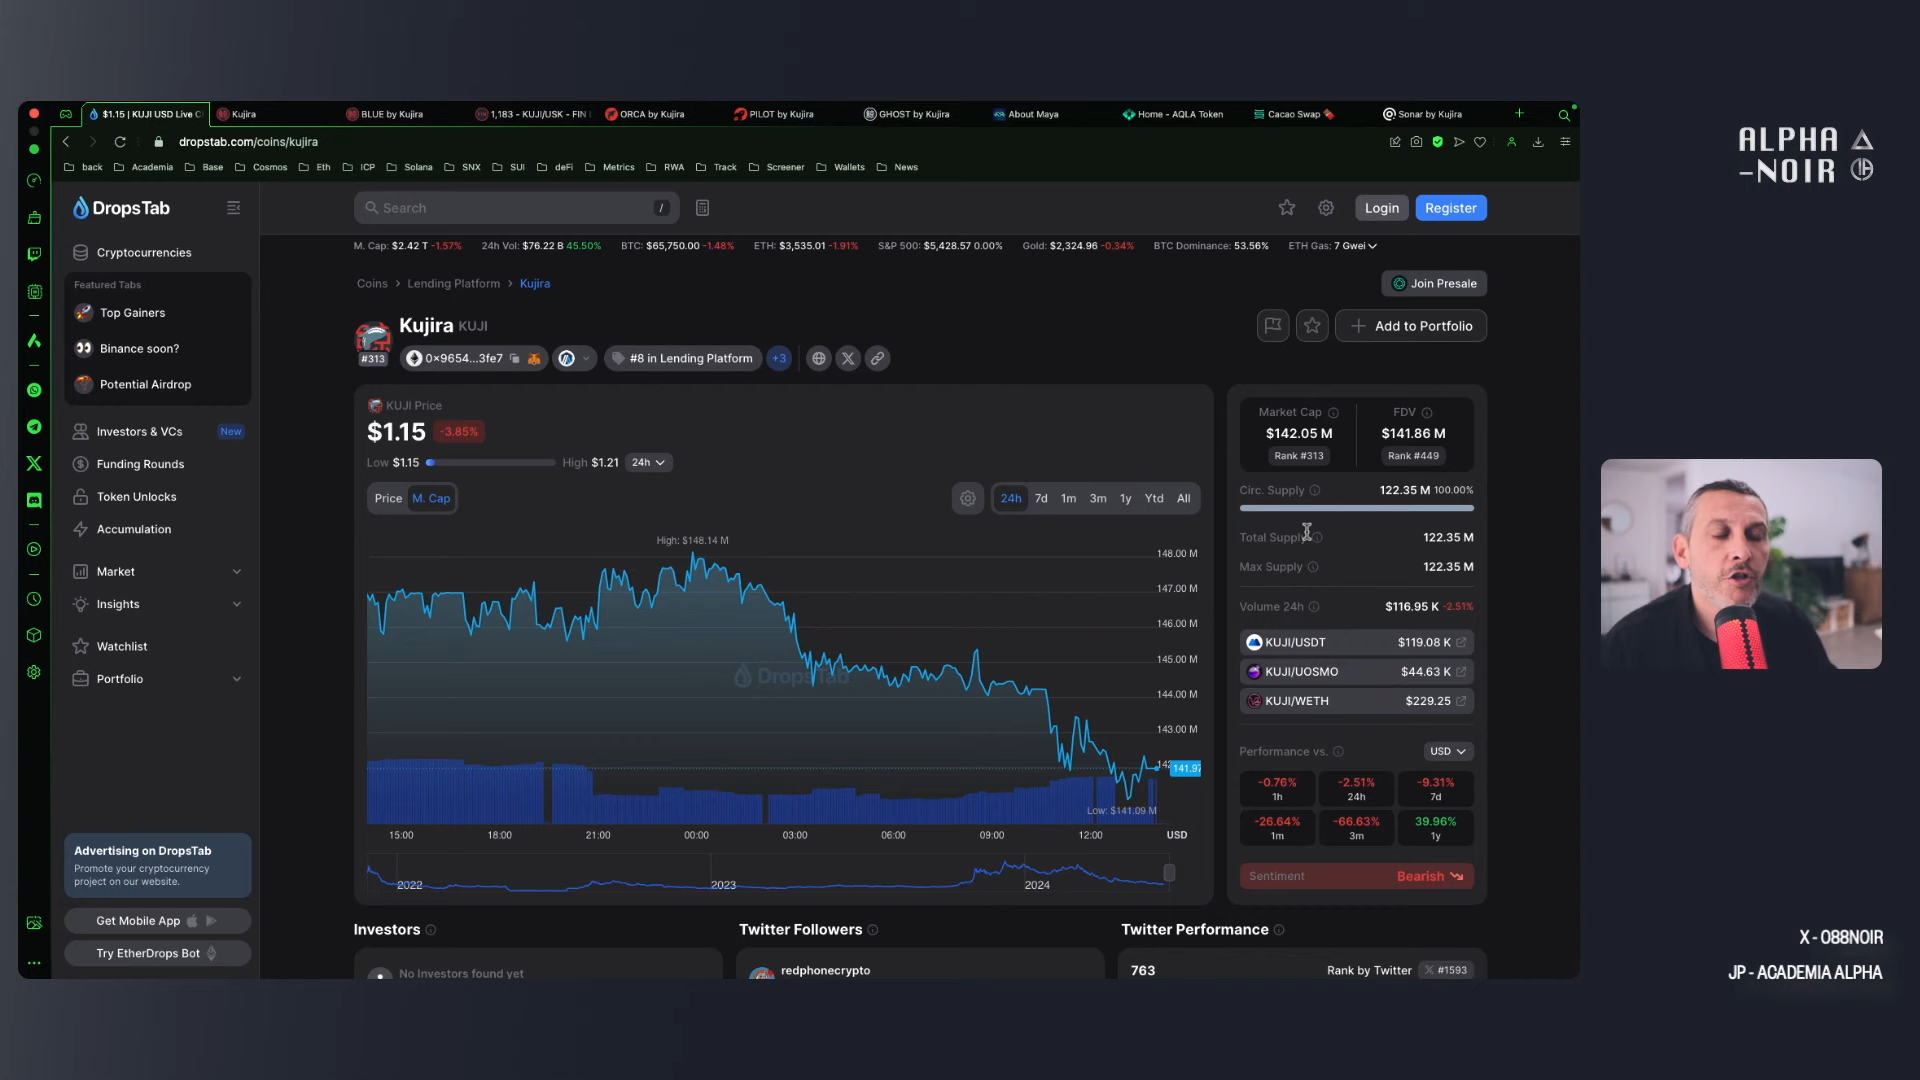 $1.15 | KUJI USD Live C
Kujira
BLUE by Kujira
1,183 - KUJI/USK - FIN
ORCA by Kujira
PILOT by Kujira
GHOST by Kujira
About Maya
Home - AQLA Token
Cacao Swap
Sonar by Kujira
dropstab.com/coins/kujira
back
Academia
Base
Cosmos
Eth
ICP
Solana
SNX
SUI
deFi
Metrics
RWA
Track
Screener
Wallets
News
DropsTab
Search
/
Login
Register
M. Cap: $2.42 T -1.57%
24h Vol: $76.22 B 45.50%
BTC: $65,750.00 -1.48%
ETH: $3,535.01 -1.91%
S&P 500: $5,428.57 0.00%
Gold: $2,324.96 -0.34%
BTC Dominance: 53.56%
ETH Gas: 7 Gwei
Cryptocurrencies
Featured Tabs
Top Gainers
Binance soon?
Potential Airdrop
Investors & VCs
New
Funding Rounds
Token Unlocks
Accumulation
Market
Insights
Watchlist
Portfolio
Advertising on DropsTab
Promote your cryptocurrency
project on our website.
Get Mobile App
Try EtherDrops Bot
Coins > Lending Platform > Kujira
Join Presale
Kujira KUJI
#313
0x9654...3fe7
#8 in Lending Platform
+3
Add to Portfolio
KUJI Price
$1.15 -3.85%
Low $1.15
High $1.21
24h
Price
M. Cap
24h
7d
1m
3m
1y
Ytd
All
High: $148.14 M
148.00 M
147.00 M
146.00 M
145.00 M
144.00 M
143.00 M
142
141.97
DropsTab
Low: $141.09 M
15:00
18:00
21:00
00:00
03:00
06:00
09:00
12:00
USD
2022
2023
2024
Market Cap
$142.05 M
Rank #313
FDV
$141.86 M
Rank #449
Circ. Supply
122.35 M 100.00%
Total Supply
122.35 M
Max Supply
122.35 M
Volume 24h
$116.95 K -2.51%
KUJI/USDT
$119.08 K
KUJI/UOSMO
$44.63 K
KUJI/WETH
$229.25
Performance vs.
USD
-0.76%
1h
-2.51%
24h
-9.31%
7d
-26.64%
1m
-66.63%
3m
39.96%
1y
Sentiment
Bearish
Investors
No Investors found yet
Twitter Followers
redphonecrypto
Twitter Performance
763
Rank by Twitter
#1593
ALPHA
-NOIR
X - 088NOIR
JP - ACADEMIA ALPHA